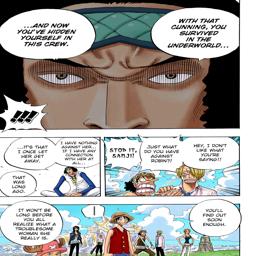 WITH THAT
CUNNING, YOU
SURVIVED
IN THE
UNDERWORLD...
...AND NOW
YOU'VE HIDDEN
YOURSELF IN
THIS CREW.
!!!
HEY, I DON'T
LIKE WHAT
YOU'RE
SAYING!!
JUST WHAT
DO YOU HAVE
AGAINST
ROBIN?!
STOP IT,
SANJI!
I HAVE
NOTHING
AGAINST HER...
IF I HAVE ANY
CONNECTION
WITH HER AT
ALL...
...IT'S THAT
I ONCE LET
HER GET
AWAY.
THAT
WAS LONG
AGO.
YOU'LL
FIND OUT
SOON
ENOUGH.
IT WON'T BE
LONG BEFORE
YOU ALL
REALIZE WHAT A
TROUBLESOME
WOMAN SHE
REALLY IS.